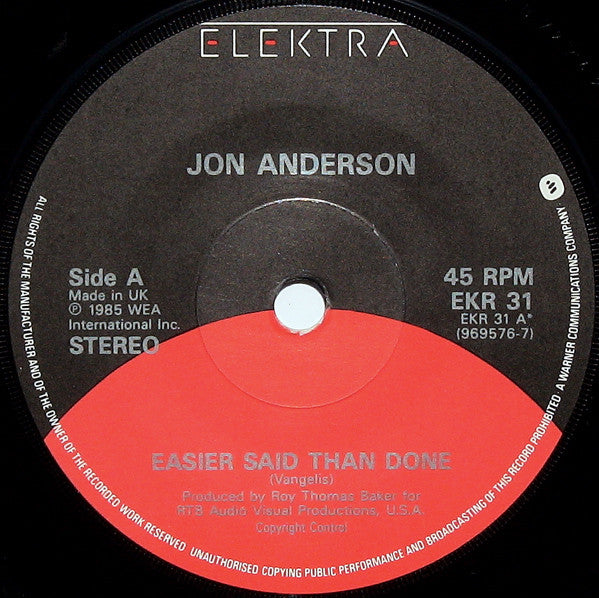 ELEKTRA
JON ANDERSON
Side A
Made in UK
℗ 1985 WEA
International Inc.
STEREO
45 RPM
EKR 31
EKR 31 A*
(969576-7)
EASIER SAID THAN DONE
(Vangelis)
Produced by Roy Thomas Baker for
RTB Audio Visual Productions, U.S.A.
Copyright Control
ALL RIGHTS OF THE MANUFACTURER AND OF THE OWNER OF THE RECORDED WORK RESERVED UNAUTHORISED COPYING PUBLIC PERFORMANCE AND BROADCASTING OF THIS RECORD PROHIBITED A WARNER COMMUNICATIONS COMPANY